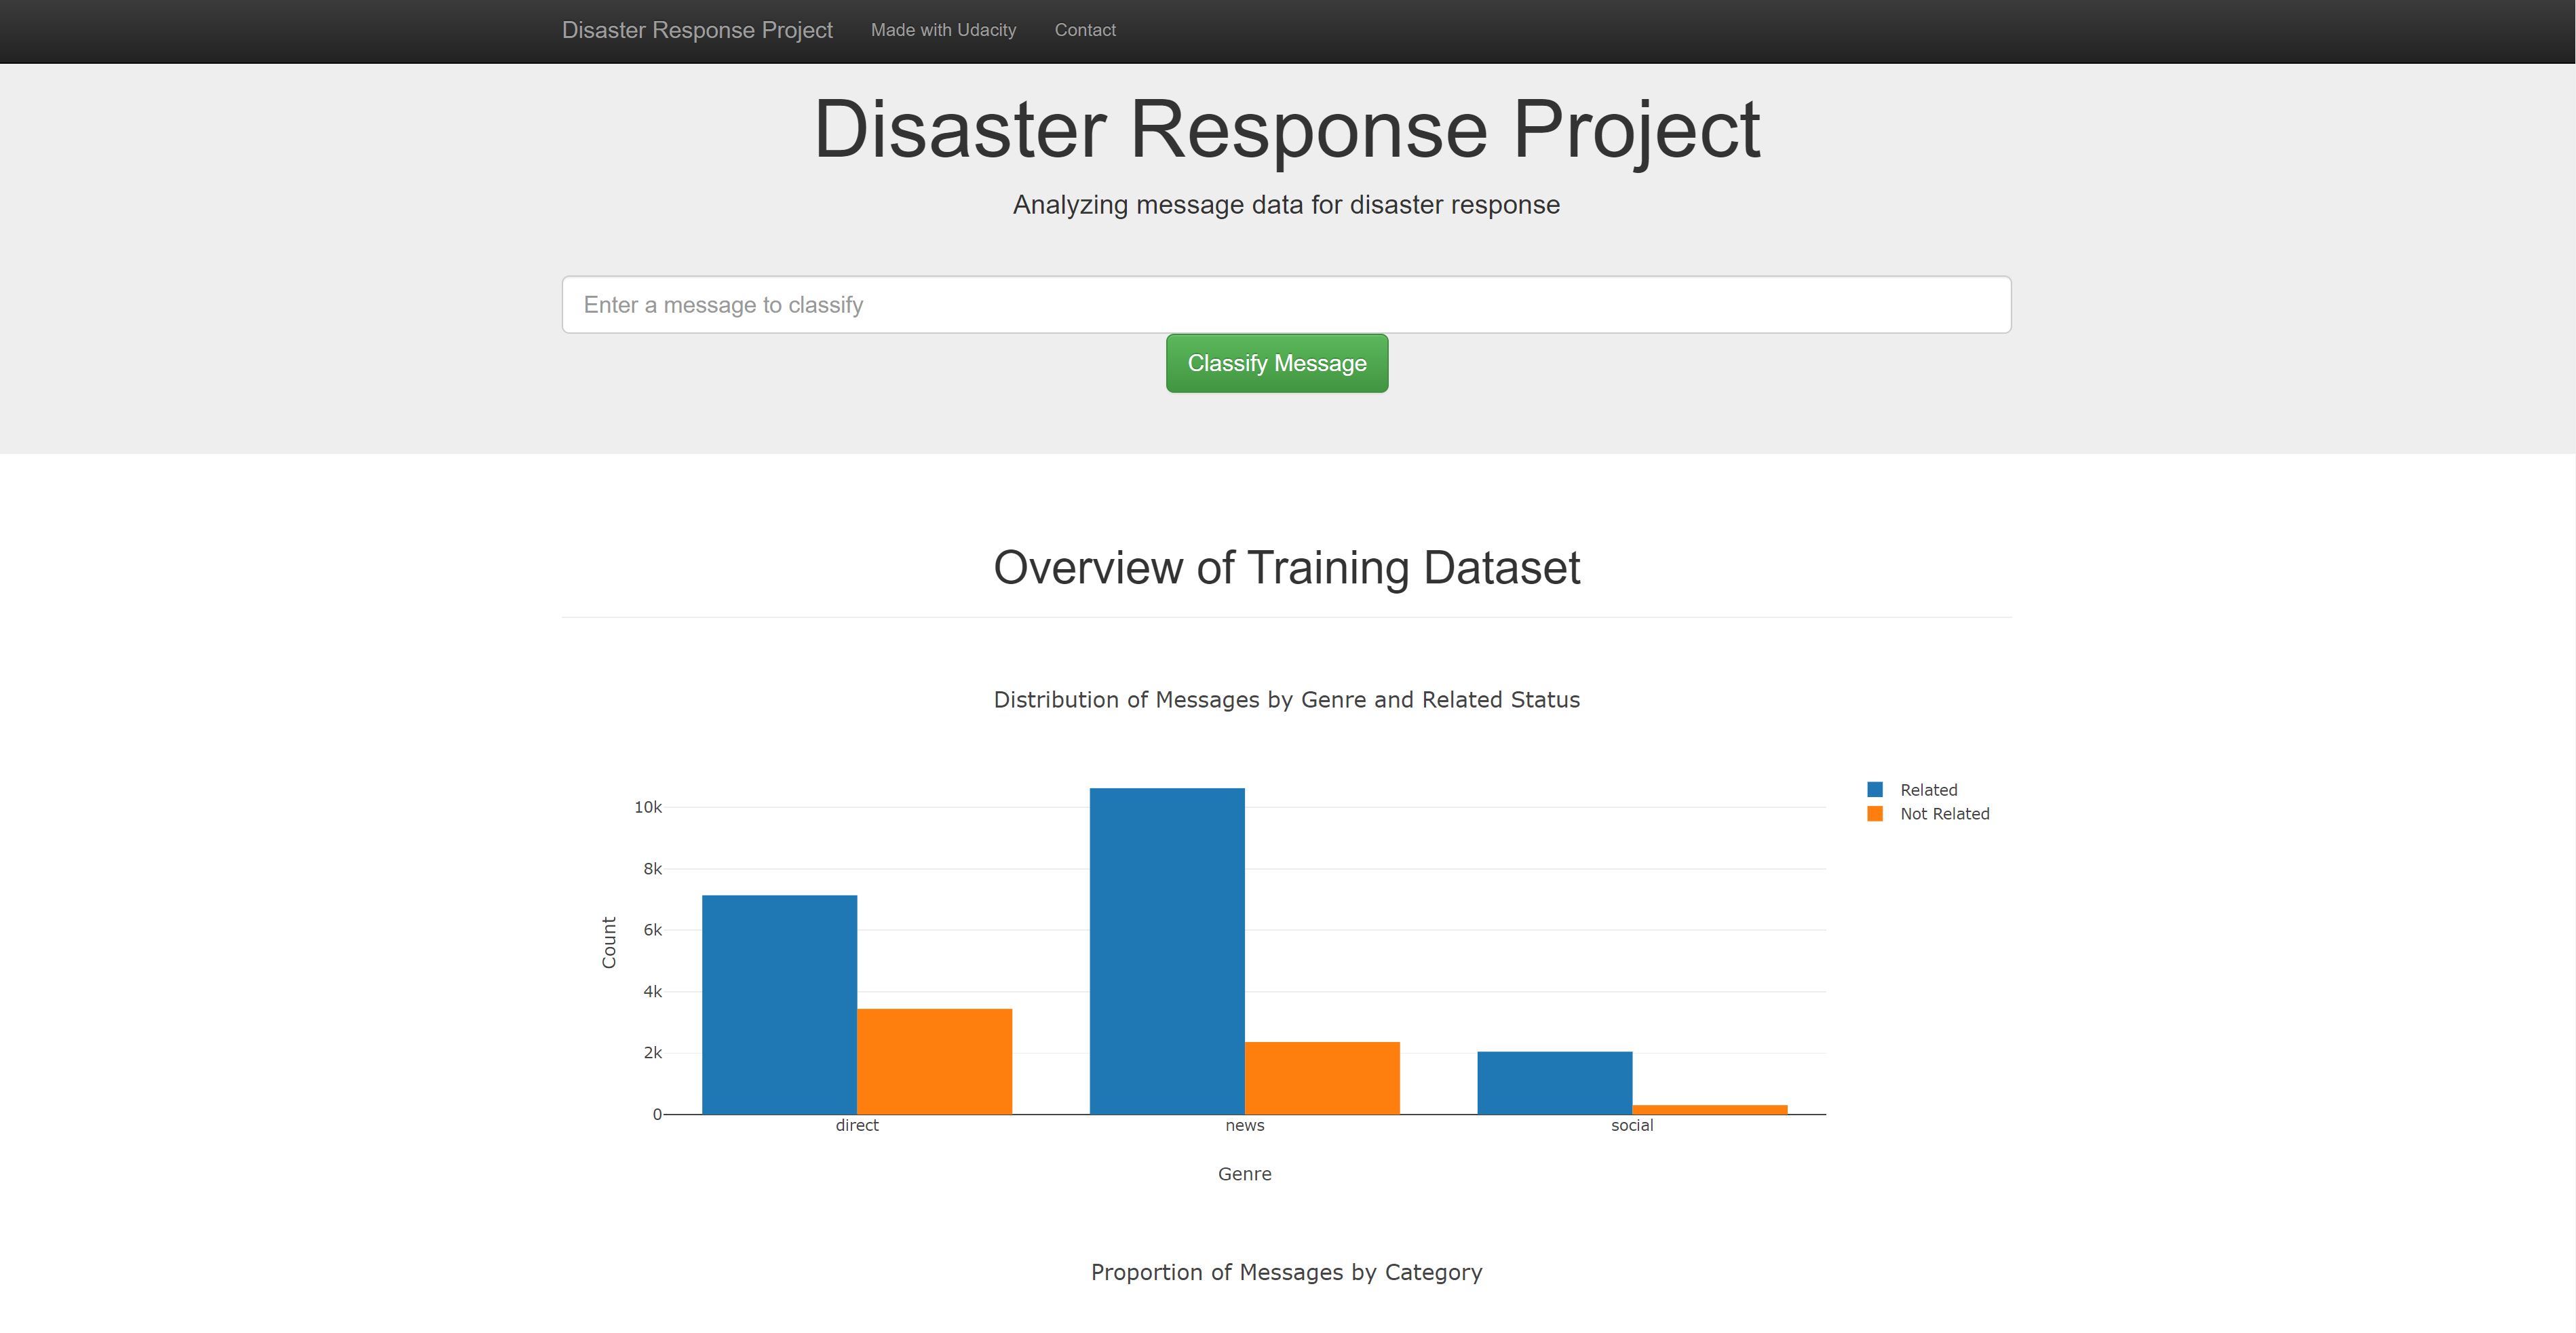 Disaster Response Project Made with Udacity Contact
Disaster Response Project
Analyzing message data for disaster response
Enter a message to classify
Classify Message
Overview of Training Dataset
Distribution of Messages by Genre and Related Status
Related
Not Related
10k
8k
6k
4k
2k
0
Count
direct news social
Genre
Proportion of Messages by Category